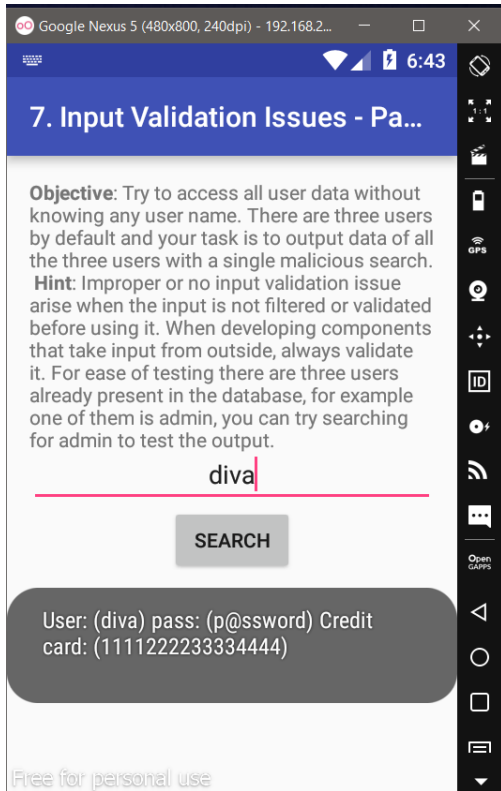 Google Nexus 5 (480x800, 240dpi) - 192.168.2...
6:43
7. Input Validation Issues - Pa...
Objective: Try to access all user data without
knowing any user name. There are three users
by default and your task is to output data of all
the three users with a single malicious search.
Hint: Improper or no input validation issue
arise when the input is not filtered or validated
before using it. When developing components
that take input from outside, always validate
it. For ease of testing there are three users
already present in the database, for example
one of them is admin, you can try searching
for admin to test the output.
diva
SEARCH
User: (diva) pass: (p@ssword) Credit
card: (1111222233334444)
Free for personal use
1:1
GPS
ID
Open
GAPPS